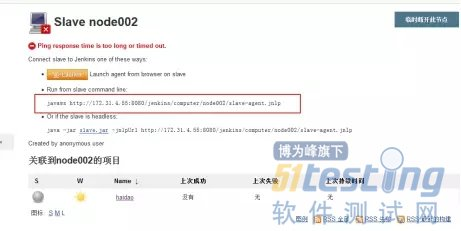 Slave node002
临时断开此节点
Ping response time is too long or timed out.
Connect slave to Jenkins one of these ways:
Launch agent from browser on slave
Run from slave command line:
javaws http://172.31.4.55:8080/jenkins/computer/node002/slave-agent.jnlp
Or if the slave is headless:
java -jar slave.jar -jnlpUrl http://172.31.4.55:8080/jenkins/computer/node002/slave-agent.jnlp
Created by anonymous user
关联到node002的项目
S W Name ↓ 上次成功 上次失败 上次持续时间
haidao 没有 无 无
图标: S M L
图例 RSS 全部 RSS 失败
博为峰旗下
51testing
软件测试网